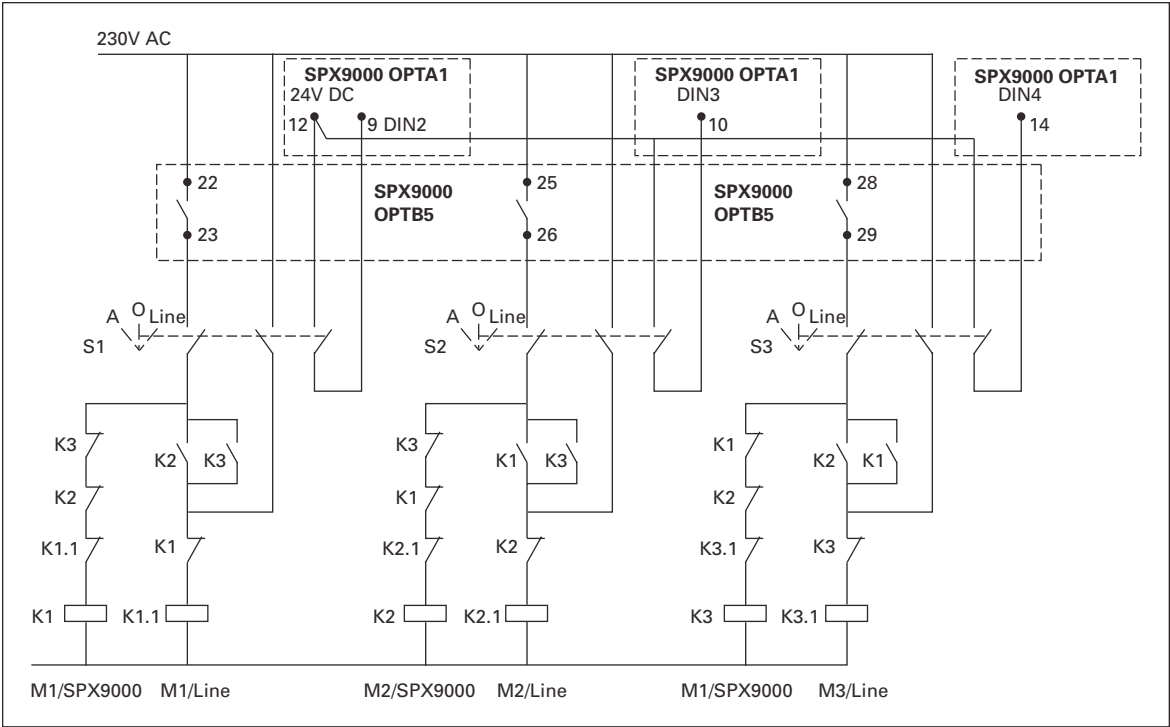 230V AC
SPX9000 OPTA1
24V DC
12
9 DIN2
SPX9000 OPTA1
DIN3
10
SPX9000 OPTA1
DIN4
14
22
23
SPX9000
OPTB5
25
26
SPX9000
OPTB5
28
29
A O Line
S1
A O Line
S2
A O Line
S3
K3
K2 K3
K2
K1.1 K1
K1 K1.1
K3
K1 K3
K1
K2.1 K2
K2 K2.1
K1
K2 K1
K2
K3.1 K3
K3 K3.1
M1/SPX9000 M1/Line M2/SPX9000 M2/Line M1/SPX9000 M3/Line